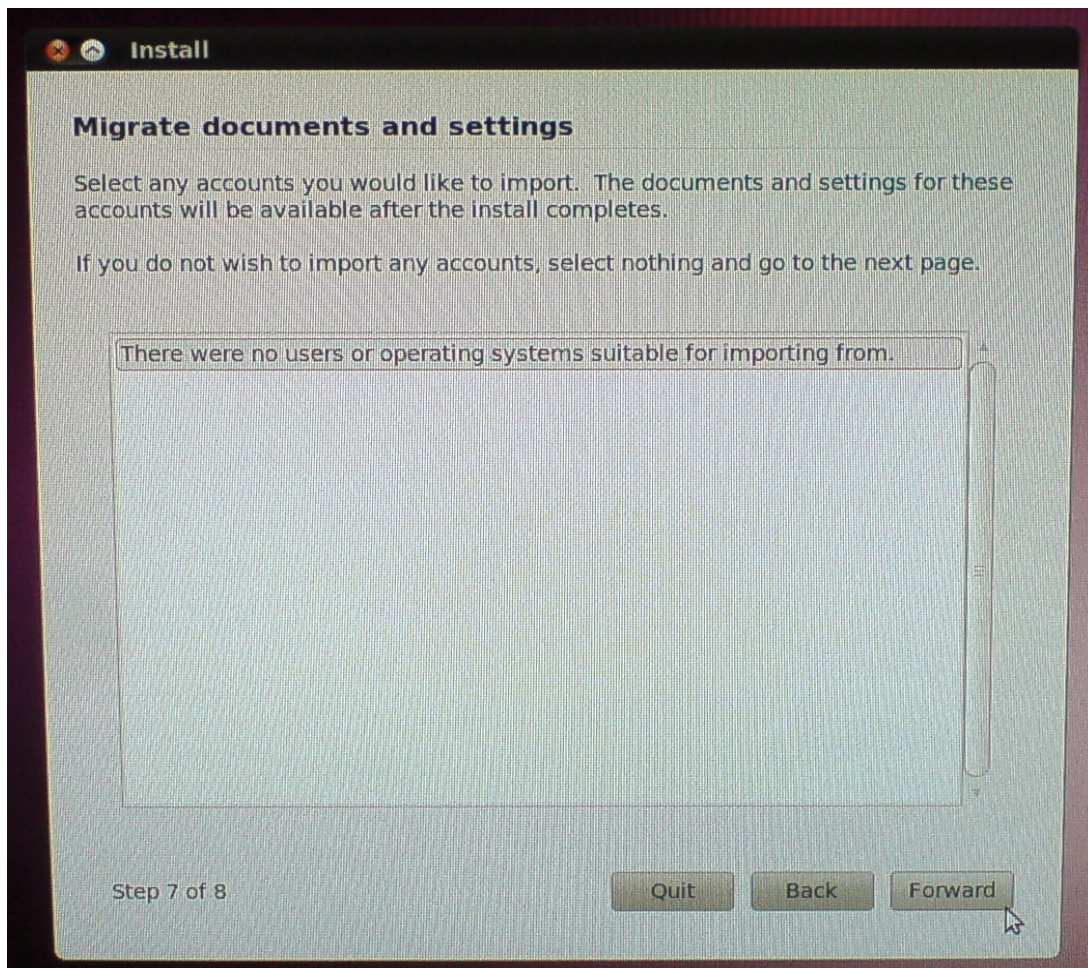 Install
Migrate documents and settings
Select any accounts you would like to import.  The documents and settings for these
accounts will be available after the install completes.
If you do not wish to import any accounts, select nothing and go to the next page.
There were no users or operating systems suitable for importing from.
Step 7 of 8
Quit
Back
Forward